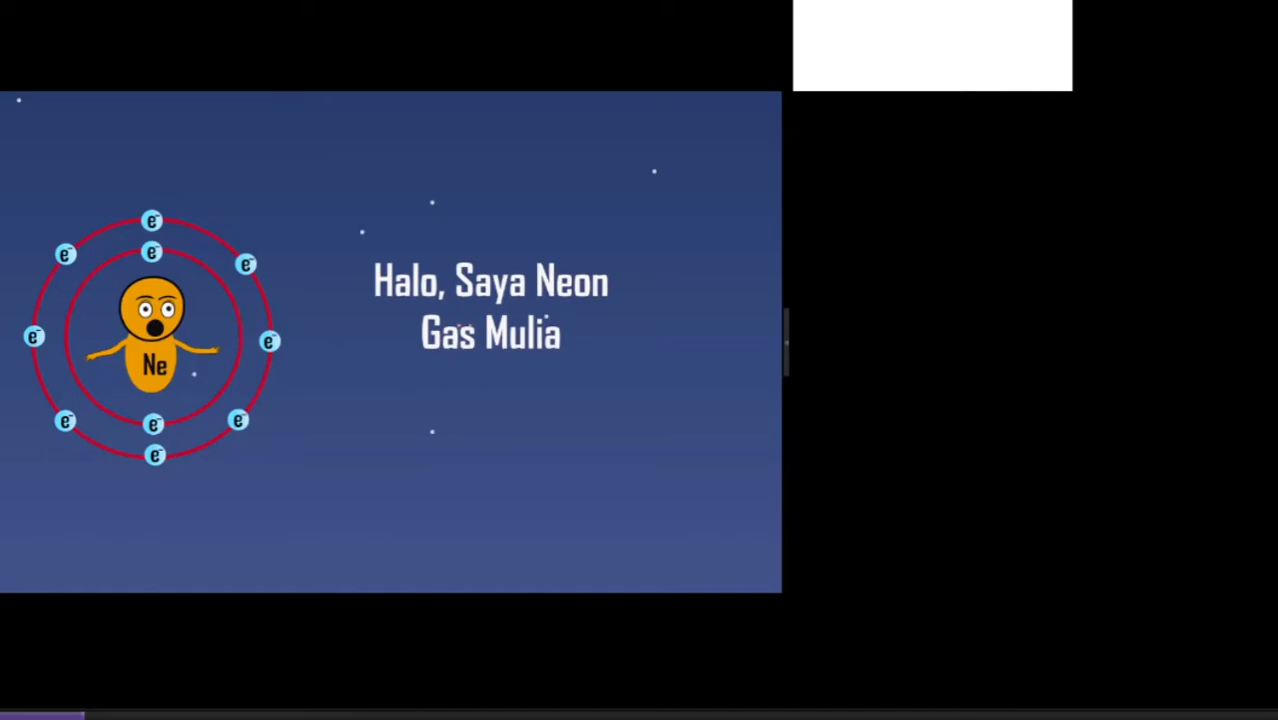 e⁻
e⁻
e⁻
e⁻
e⁻
e⁻
Ne
e⁻
e⁻
e⁻
e⁻
Halo, Saya Neon
Gas Mulia